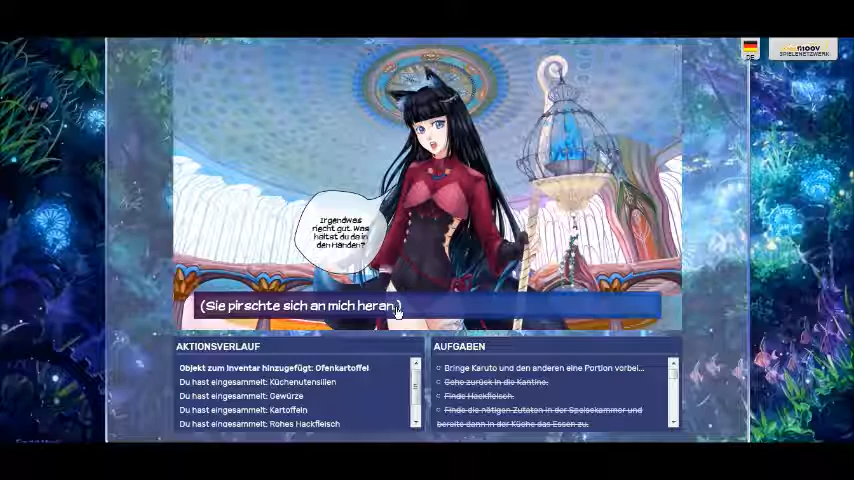 DE
moov
SPIELENETZWERK
Irgendwas
riecht gut. Was
hältst du da in
den Händen?
(Sie pirschte sich an mich heran.)
AKTIONSVERLAUF
Objekt zum Inventar hinzugefügt: Ofenkartoffel
Du hast eingesammelt: Küchenutensilien
Du hast eingesammelt: Gewürze
Du hast eingesammelt: Kartoffeln
Du hast eingesammelt: Rohes Hackfleisch
AUFGABEN
Bringe Karuto und den anderen eine Portion vorbei...
Gehe zurück in die Kantine.
Finde Hackfleisch.
Finde die nötigen Zutaten in der Speisekammer und
bereite dann in der Küche das Essen zu.